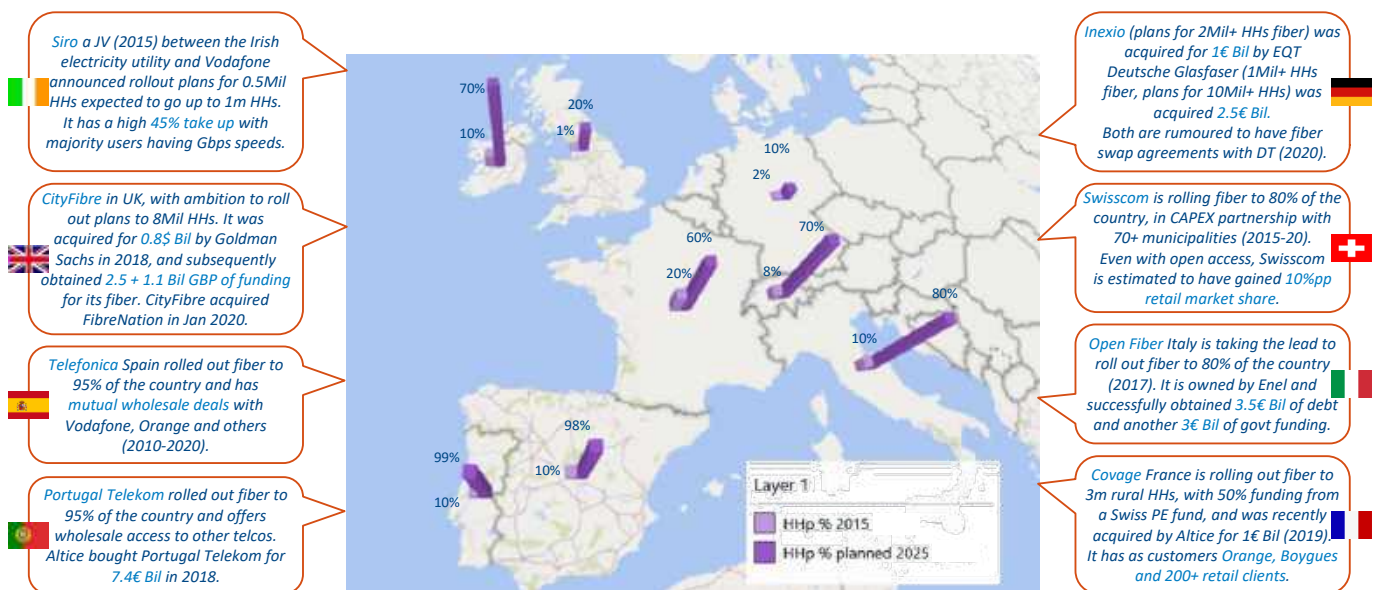 Siro a JV (2015) between the Irish
electricity utility and Vodafone
announced rollout plans for 0.5Mil
HHs expected to go up to 1m HHs.
It has a high 45% take up with
majority users having Gbps speeds.
CityFibre in UK, with ambition to roll
out plans to 8Mil HHs. It was
acquired for 0.8$ Bil by Goldman
Sachs in 2018, and subsequently
obtained 2.5 + 1.1 Bil GBP of funding
for its fiber. CityFibre acquired
FibreNation in Jan 2020.
Telefonica Spain rolled out fiber to
95% of the country and has
mutual wholesale deals with
Vodafone, Orange and others
(2010-2020).
Portugal Telekom rolled out fiber to
95% of the country and offers
wholesale access to other telcos.
Altice bought Portugal Telekom for
7.4€ Bil in 2018.
70%
10%
20%
1%
10%
2%
60%
20%
70%
8%
80%
10%
98%
10%
99%
10%
Layer 1
HHp % 2015
HHp % planned 2025
Inexio (plans for 2Mil+ HHs fiber) was
acquired for 1€ Bil by EQT
Deutsche Glasfaser (1Mil+ HHs
fiber, plans for 10Mil+ HHs) was
acquired 2.5€ Bil.
Both are rumoured to have fiber
swap agreements with DT (2020).
Swisscom is rolling fiber to 80% of the
country, in CAPEX partnership with
70+ municipalities (2015-20).
Even with open access, Swisscom
is estimated to have gained 10%pp
retail market share.
Open Fiber Italy is taking the lead to
roll out fiber to 80% of the country
(2017). It is owned by Enel and
successfully obtained 3.5€ Bil of debt
and another 3€ Bil of govt funding.
Covage France is rolling out fiber to
3m rural HHs, with 50% funding from
a Swiss PE fund, and was recently
acquired by Altice for 1€ Bil (2019).
It has as customers Orange, Boygues
and 200+ retail clients.